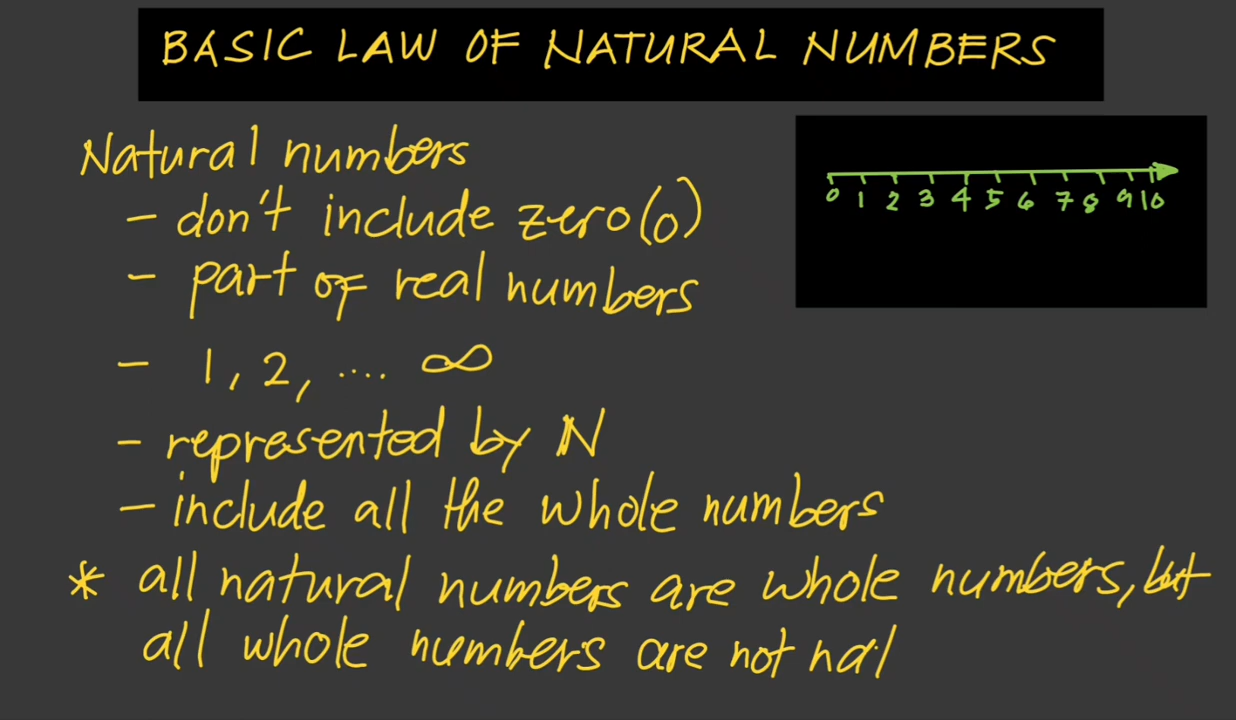 BASIC LAW OF NATURAL NUMBERS
Natural numbers
- don't include zero(0)
- part of real numbers
- 1, 2, .... ∞
- represented by N
- include all the whole numbers
* all natural numbers are whole numbers, but
all whole numbers are not
0 1 2 3 4 5 6 7 8 9 10